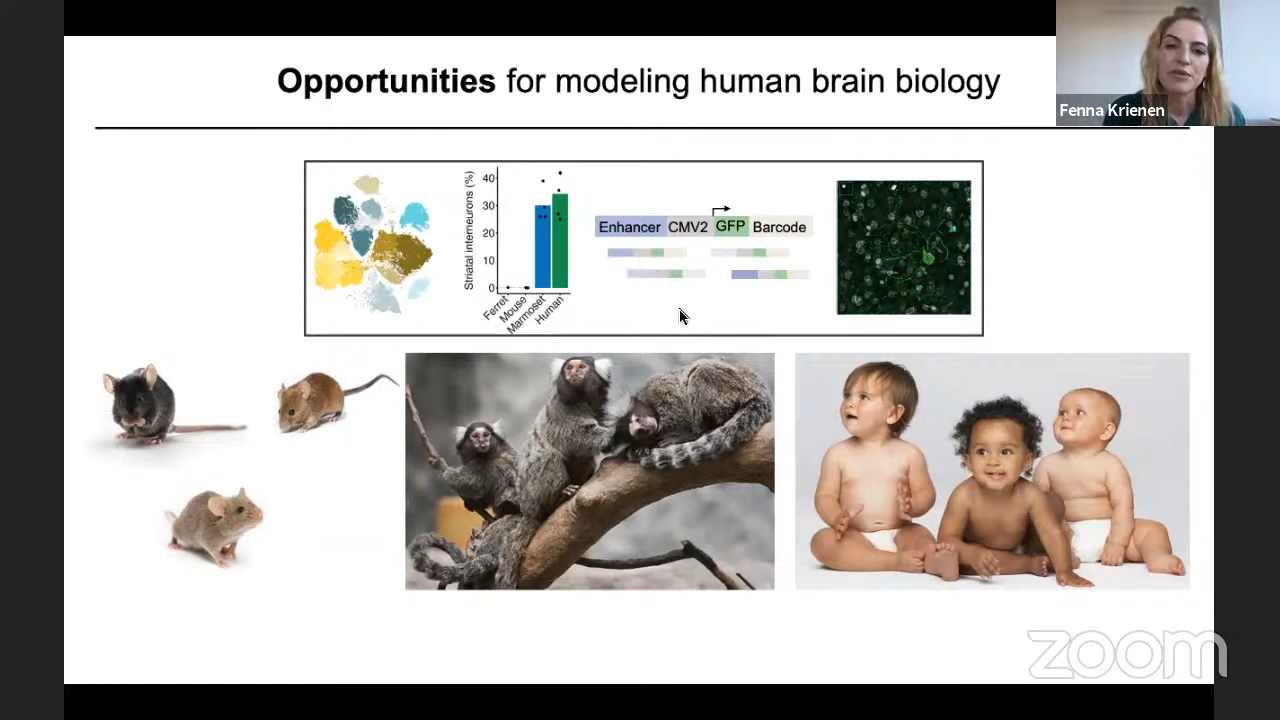 Opportunities for modeling human brain biology
Fenna Krienen
Striatal interneurons (%)
40
30
20
10
0
Ferret
Mouse
Marmoset
Human
Enhancer CMV2 GFP Barcode
zoom